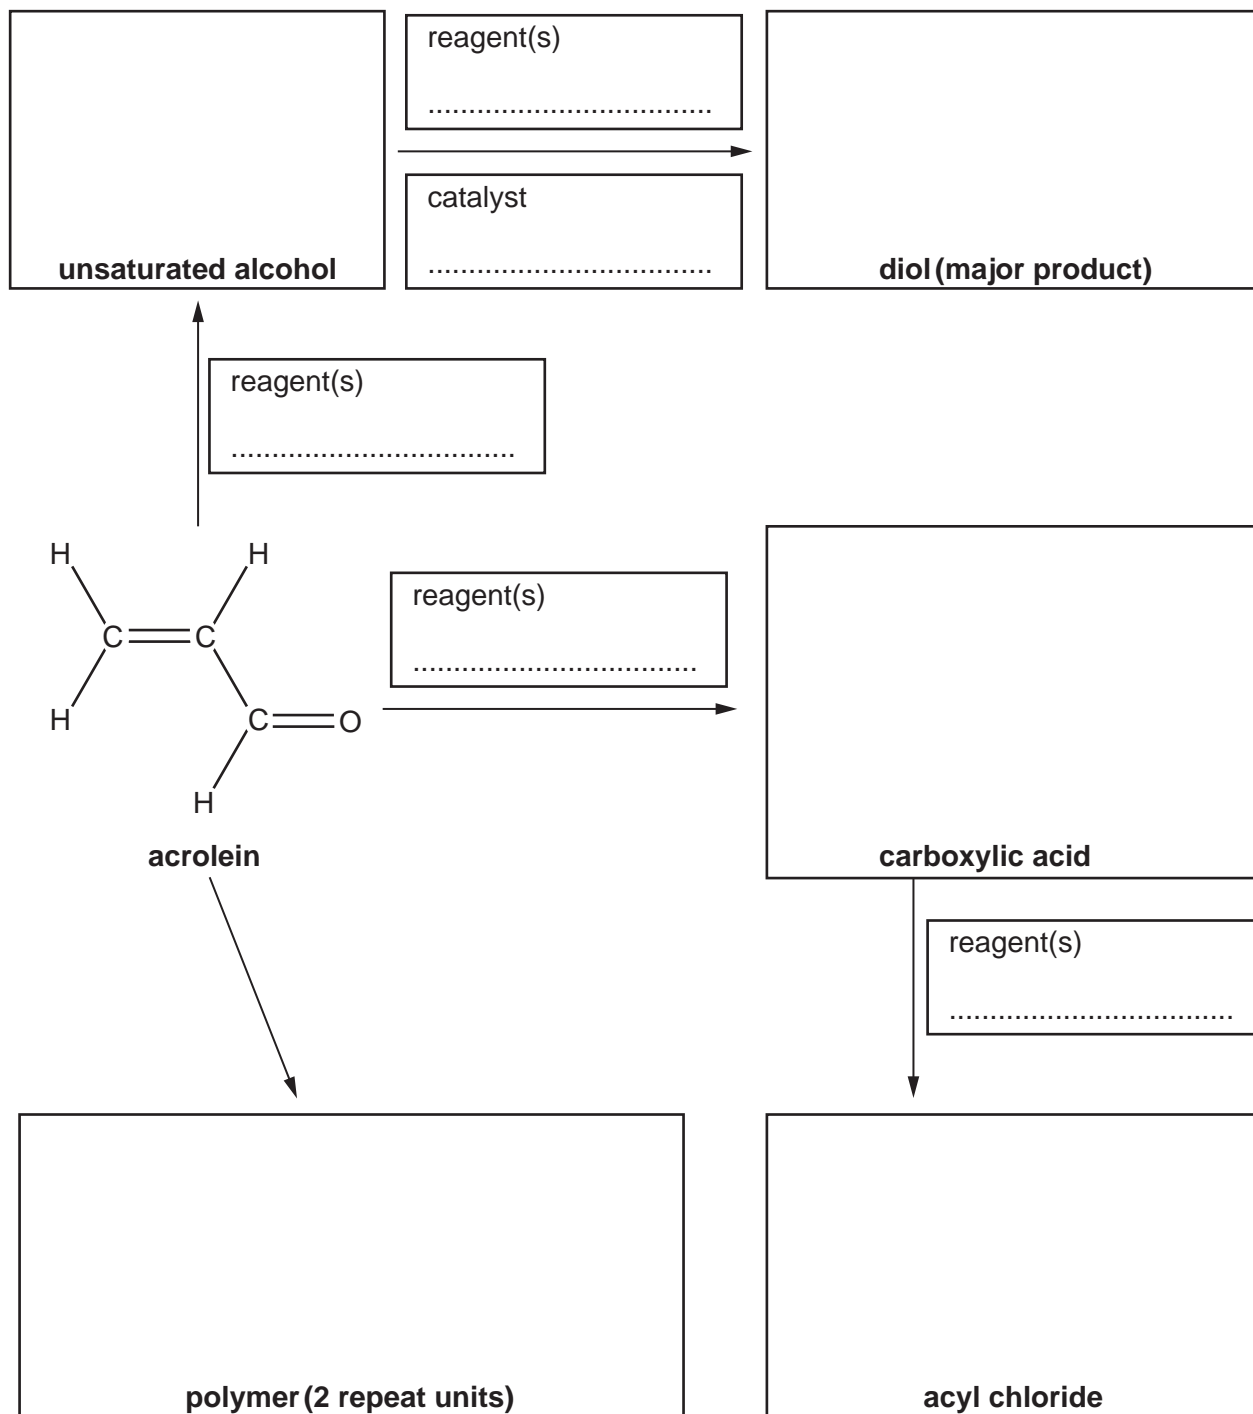 reagent(s)
..................................
catalyst
..................................
unsaturated alcohol
diol (major product)
reagent(s)
..................................
H
H
C
C
H
C
O
H
acrolein
reagent(s)
..................................
carboxylic acid
reagent(s)
..................................
polymer (2 repeat units)
acyl chloride